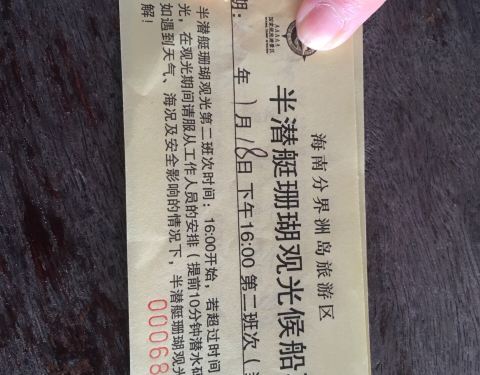 海南分界洲岛旅游区
半潜艇珊瑚观光候船
期: 年1月18日下午16:00第二班次（
半潜艇珊瑚观光第二班次时间：16:00开始，若超过时间
光，在观光期间请服从工作人员的安排（提前10分钟潜水码
如遇到天气、海况及安全影响的情况下，半潜艇珊瑚观光
解！
000068